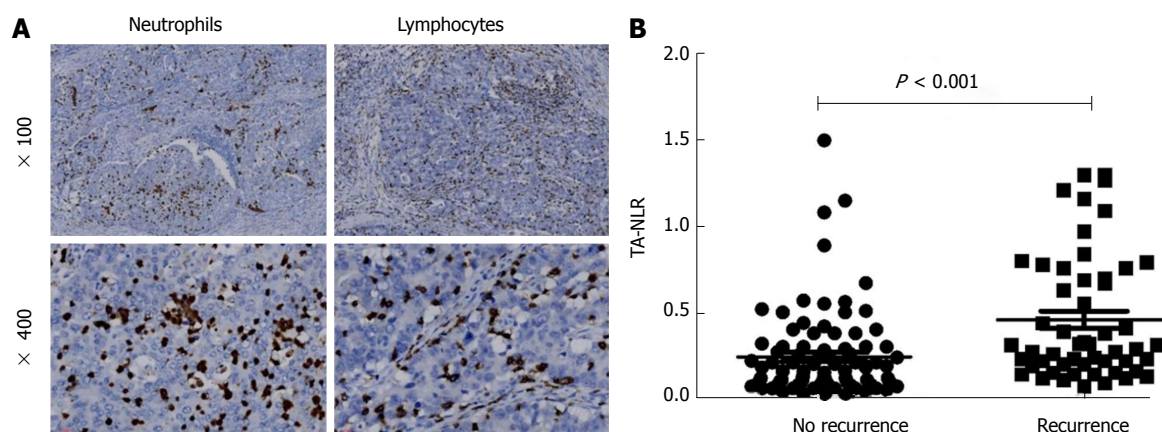 A
Neutrophils
Lymphocytes
× 100
× 400
B
2.0
1.5
1.0
0.5
0.0
TA-NLR
P < 0.001
No recurrence
Recurrence